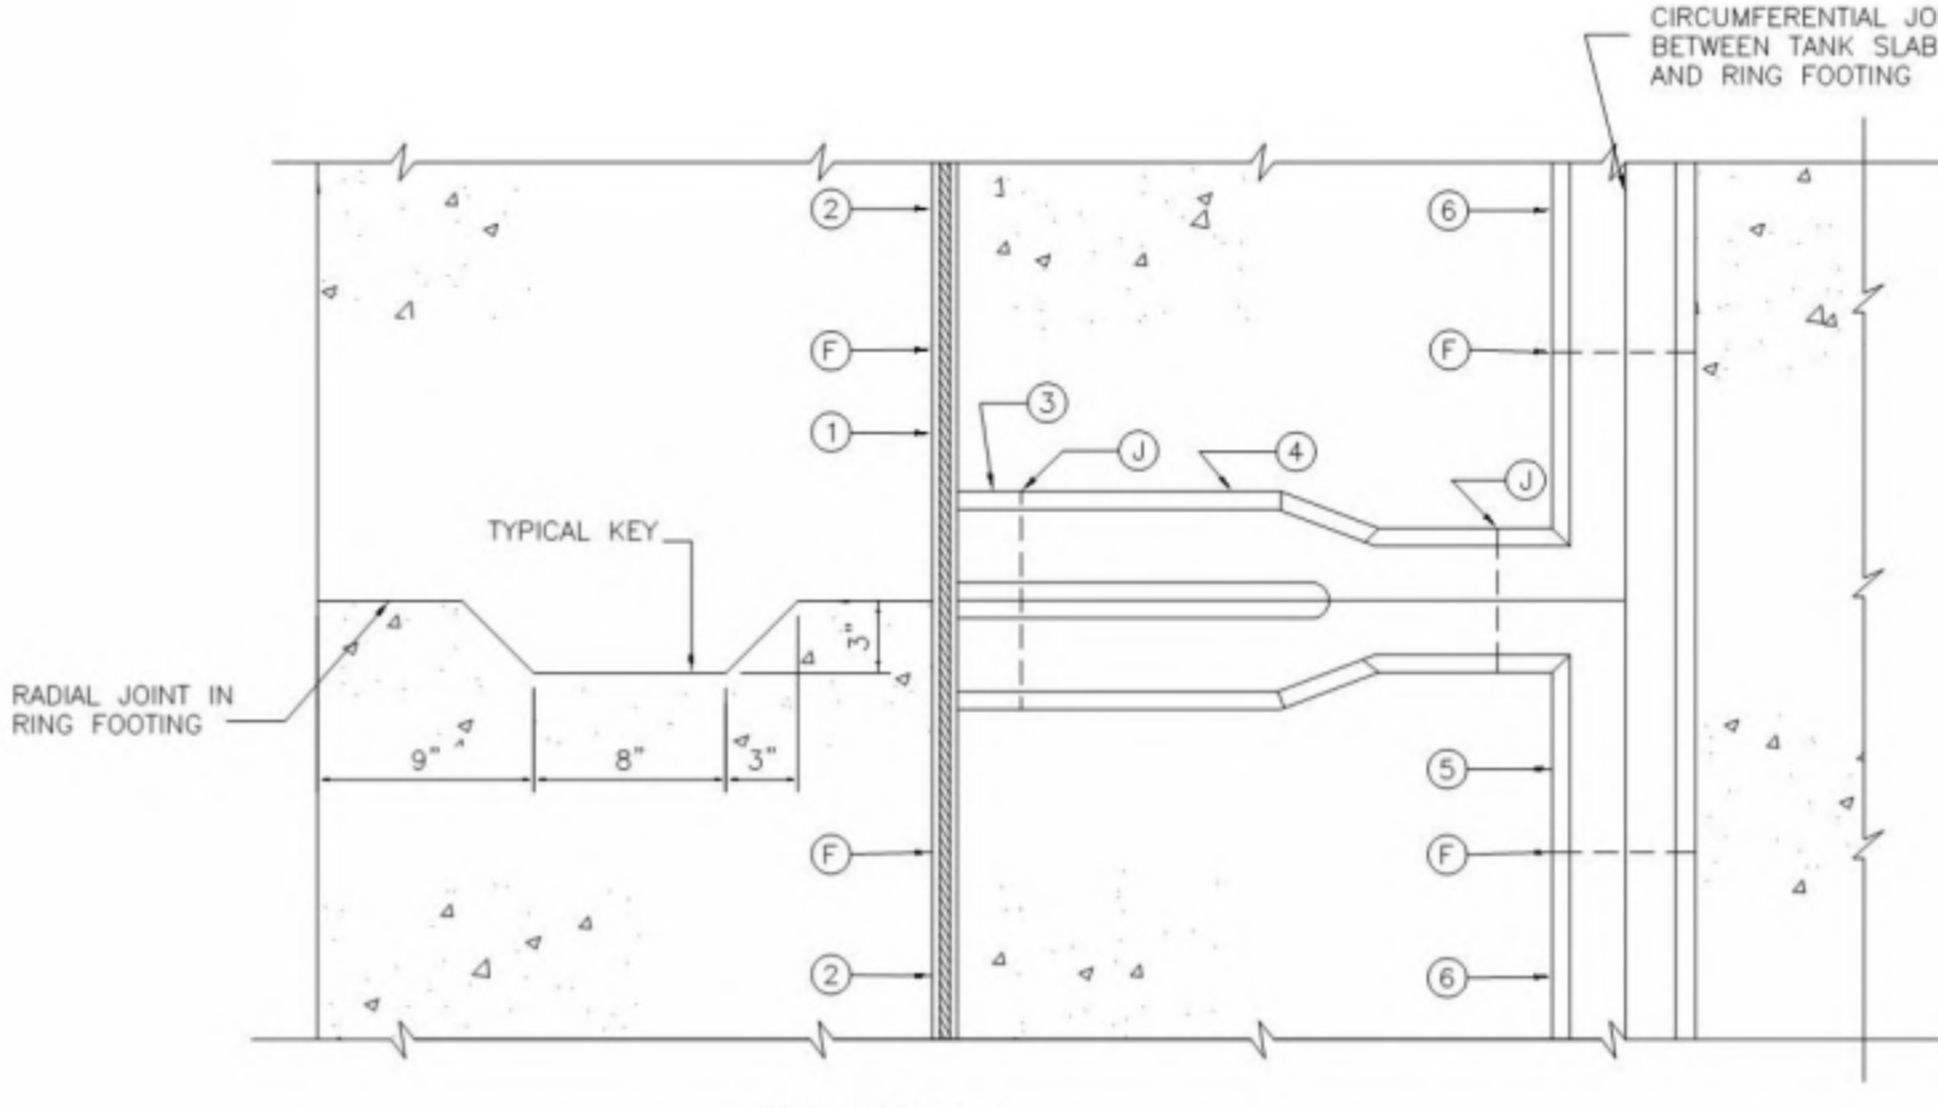 CIRCUMFERENTIAL JO
BETWEEN TANK SLAB
AND RING FOOTING
2
1
6
F
F
3
1
J
4
J
TYPICAL KEY
3"
RADIAL JOINT IN
RING FOOTING
9"
8"
3"
5
F
F
2
6